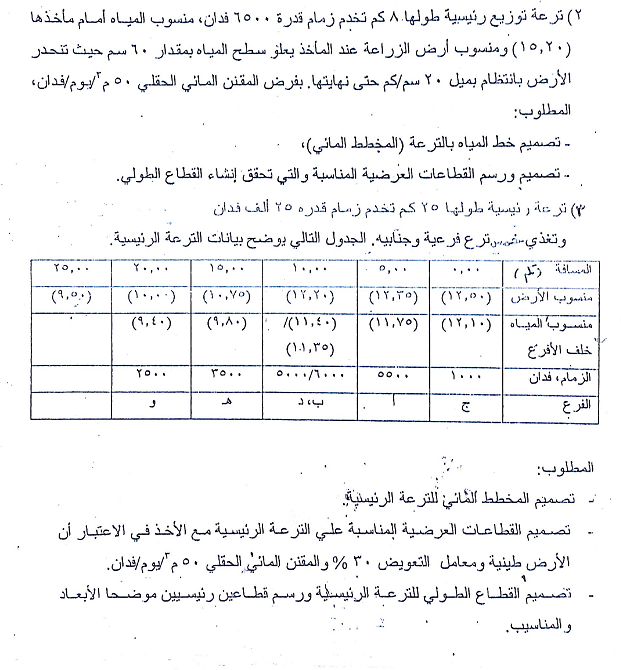 ٢) ترعة توزيع رئيسية طولها ٨ كم تخدم زمام قدرة ٦٥٠٠ فدان، منسوب المياه أمام مأخذها
(١٥,٢٠) ومنسوب أرض الزراعة عند المأخذ يعلو سطح المياه بمقدار ٦٠ سم حيث تنحدر
الأرض بانتظام بميل ٢٠ سم/كم حتى نهايتها. بفرض المقنن المائي الحقلي ٥٠ م٣/يوم/فدان،
المطلوب:
- تصميم خط المياه بالترعة (المخطط المائي)،
- تصميم ورسم القطاعات العرضية المناسبة والتي تحقق إنشاء القطاع الطولي.
٣) ترعة رئيسية طولها ٢٥ كم تخدم زمام قدره ٢٥ ألف فدان
وتغذي ترع فرعية وجنابيه. الجدول التالي يوضح بيانات الترعة الرئيسية.
المسافة (كم) ٠,٠٠ ٥,٠٠ ١٠,٠٠ ١٥,٠٠ ٢٠,٠٠ ٢٥,٠٠
منسوب الأرض (١٢,٥٠) (١٢,٣٥) (١٢,٢٠) (١٠,٧٥) (١٠,٠٠) (٩,٥٠)
منسوب المياه (١٢,١٠) (١١,٧٥) (١١,٤٠)/ (٩,٨٠) (٩,٤٠)
خلف الأفرع (١١,٣٥)
الزمام، فدان ١٠٠٠ ٥٥٠٠ ٥٠٠٠/٦٠٠٠ ٣٥٠٠ ٢٥٠٠
الفرع ج أ ب، د هـ و
المطلوب:
- تصميم المخطط المائي للترعة الرئيسية.
- تصميم القطاعات العرضية المناسبة علي الترعة الرئيسية مع الأخذ في الاعتبار أن
الأرض طينية ومعامل التعويض ٣٠ % والمقنن المائي الحقلي ٥٠ م٣/يوم/فدان.
- تصميم القطاع الطولي للترعة الرئيسية ورسم قطاعين رئيسيين موضحا الأبعاد
والمناسيب.